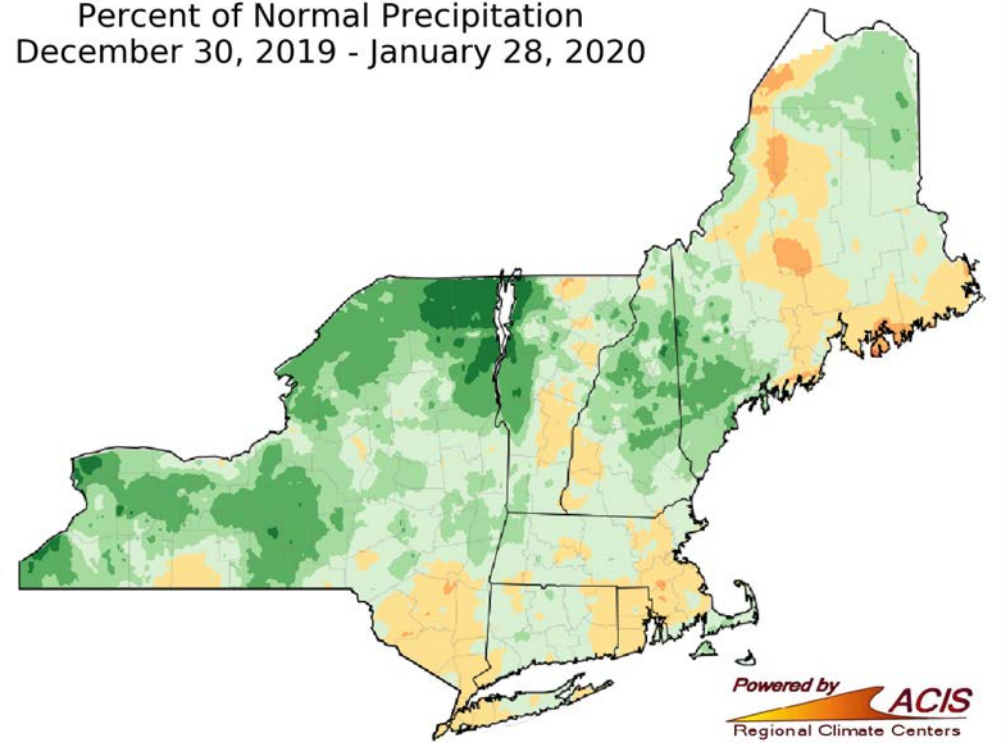 Percent of Normal Precipitation
December 30, 2019 - January 28, 2020
Powered by
ACIS
Regional Climate Centers